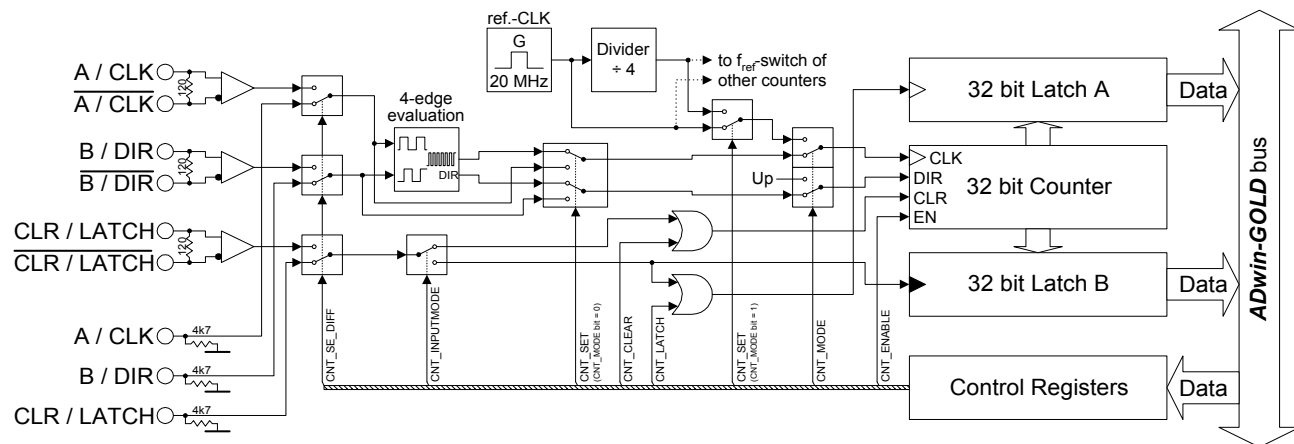 ref.-CLK
G
20 MHz
Divider
÷ 4
to fref-switch of
other counters
A / CLK
120
A / CLK
4-edge
evaluation
DIR
B / DIR
120
B / DIR
CLR / LATCH
120
CLR / LATCH
A / CLK
4k7
B / DIR
4k7
CLR / LATCH
4k7
Up
32 bit Latch A
Data
CLK
DIR
CLR
EN
32 bit Counter
32 bit Latch B
Data
Control Registers
Data
ADwin-GOLD bus
CNT_SE_DIFF
CNT_INPUTMODE
CNT_SET
(CNT_MODE bit = 0)
CNT_CLEAR
CNT_LATCH
CNT_SET
(CNT_MODE bit = 1)
CNT_MODE
CNT_ENABLE